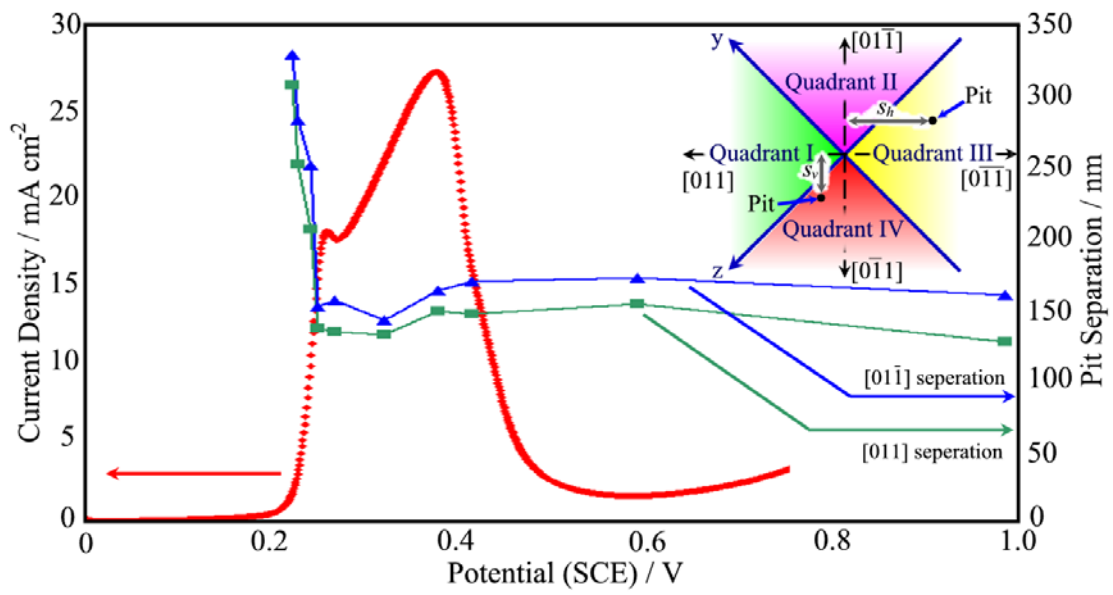 30
25
20
15
10
5
0
Current Density / mA cm⁻²
0
0.2
0.4
0.6
0.8
1.0
Potential (SCE) / V
350
300
250
200
150
100
50
0
Pit Separation / nm
y
[011̅]
Quadrant II
Pit
sₕ
Quadrant I
Quadrant III
[011]
[01̅1̅]
sᵥ
Pit
Quadrant IV
z
[01̅1]
[011̅] seperation
[011] seperation